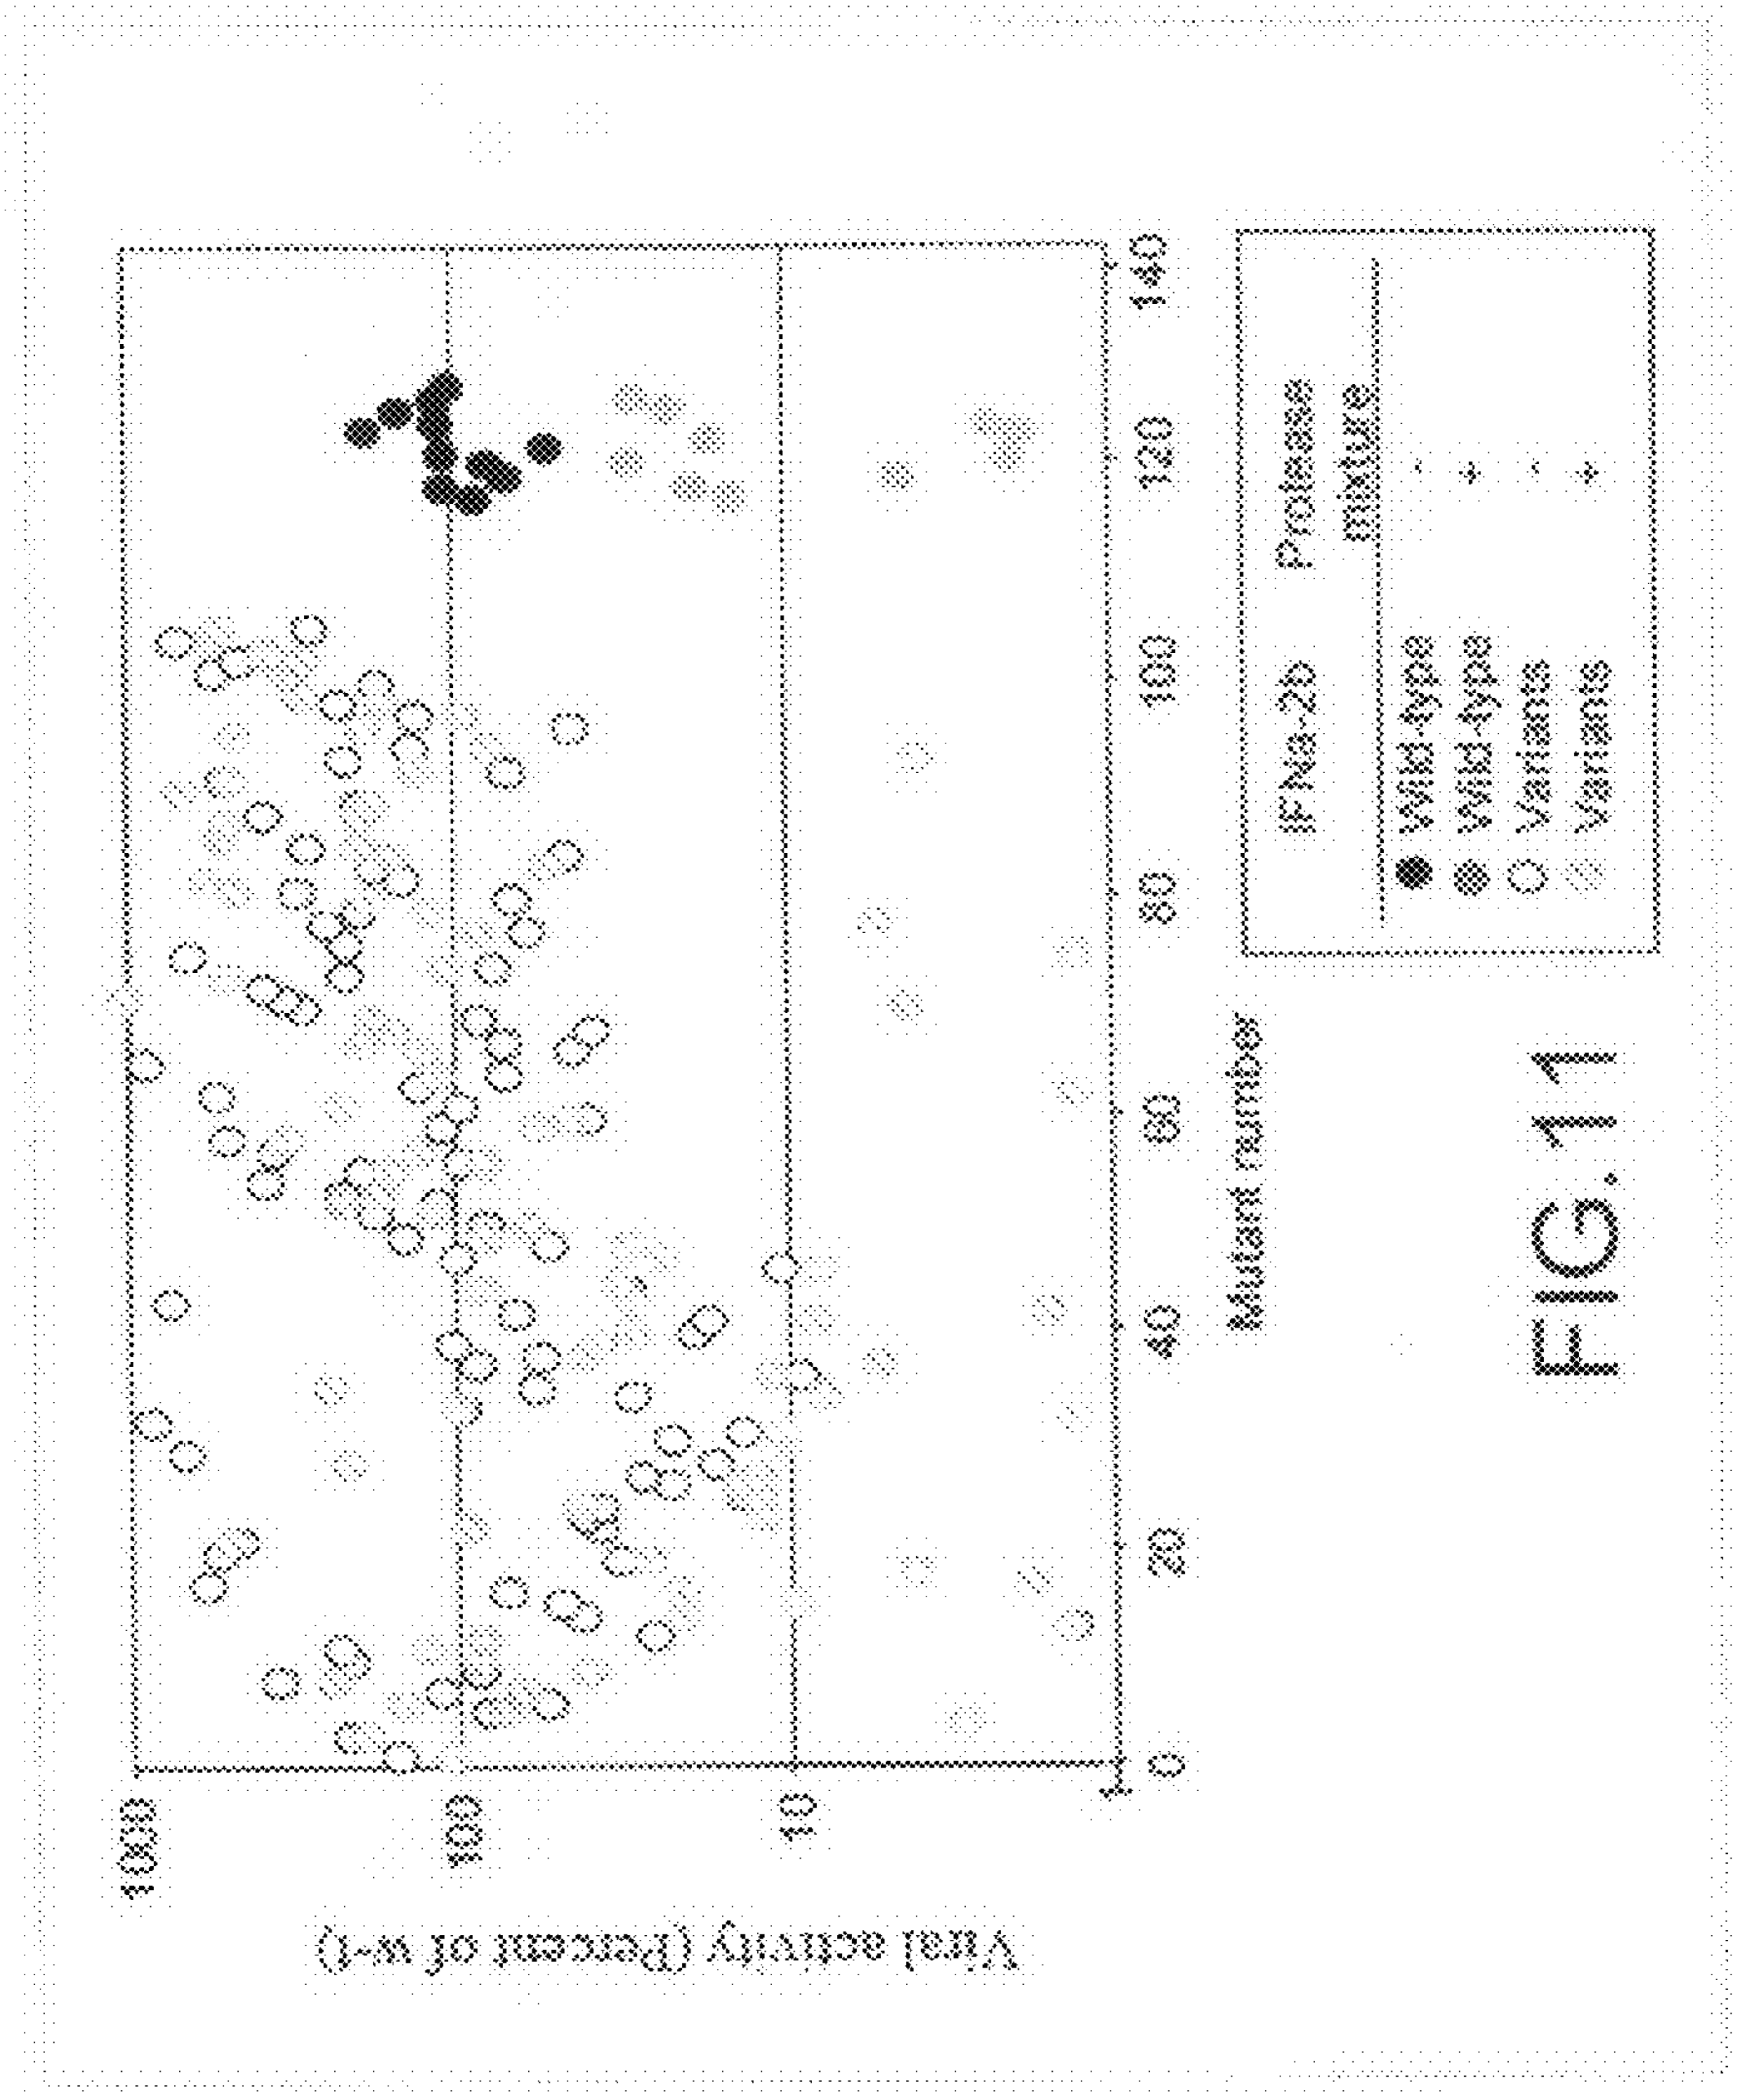 Viral activity (Percent of w-t)
1000
100
10
1
0
20
40
60
80
100
120
140
Mutant number
IFNa-2b
Protease
mixture
Wild-type
-
Wild-type
+
Variants
-
Variants
+
FIG.11